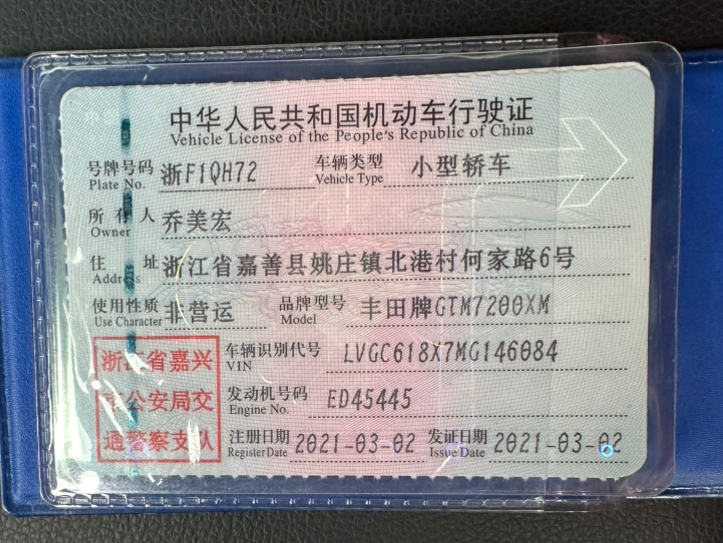 中华人民共和国机动车行驶证
Vehicle License of the People's Republic of China
号牌号码 浙F1QH72 车辆类型 小型轿车
Plate No. Vehicle Type
所有人 乔美宏
Owner
住址 浙江省嘉善县姚庄镇北港村何家路6号
Address
使用性质 非营运 品牌型号 丰田牌GTM7200XM
Use Character Model
浙江省嘉兴
市公安局交
通警察支队
车辆识别代号 LVGC618X7MG146084
VIN
发动机号码 ED45445
Engine No.
注册日期 2021-03-02 发证日期 2021-03-02
Register Date Issue Date